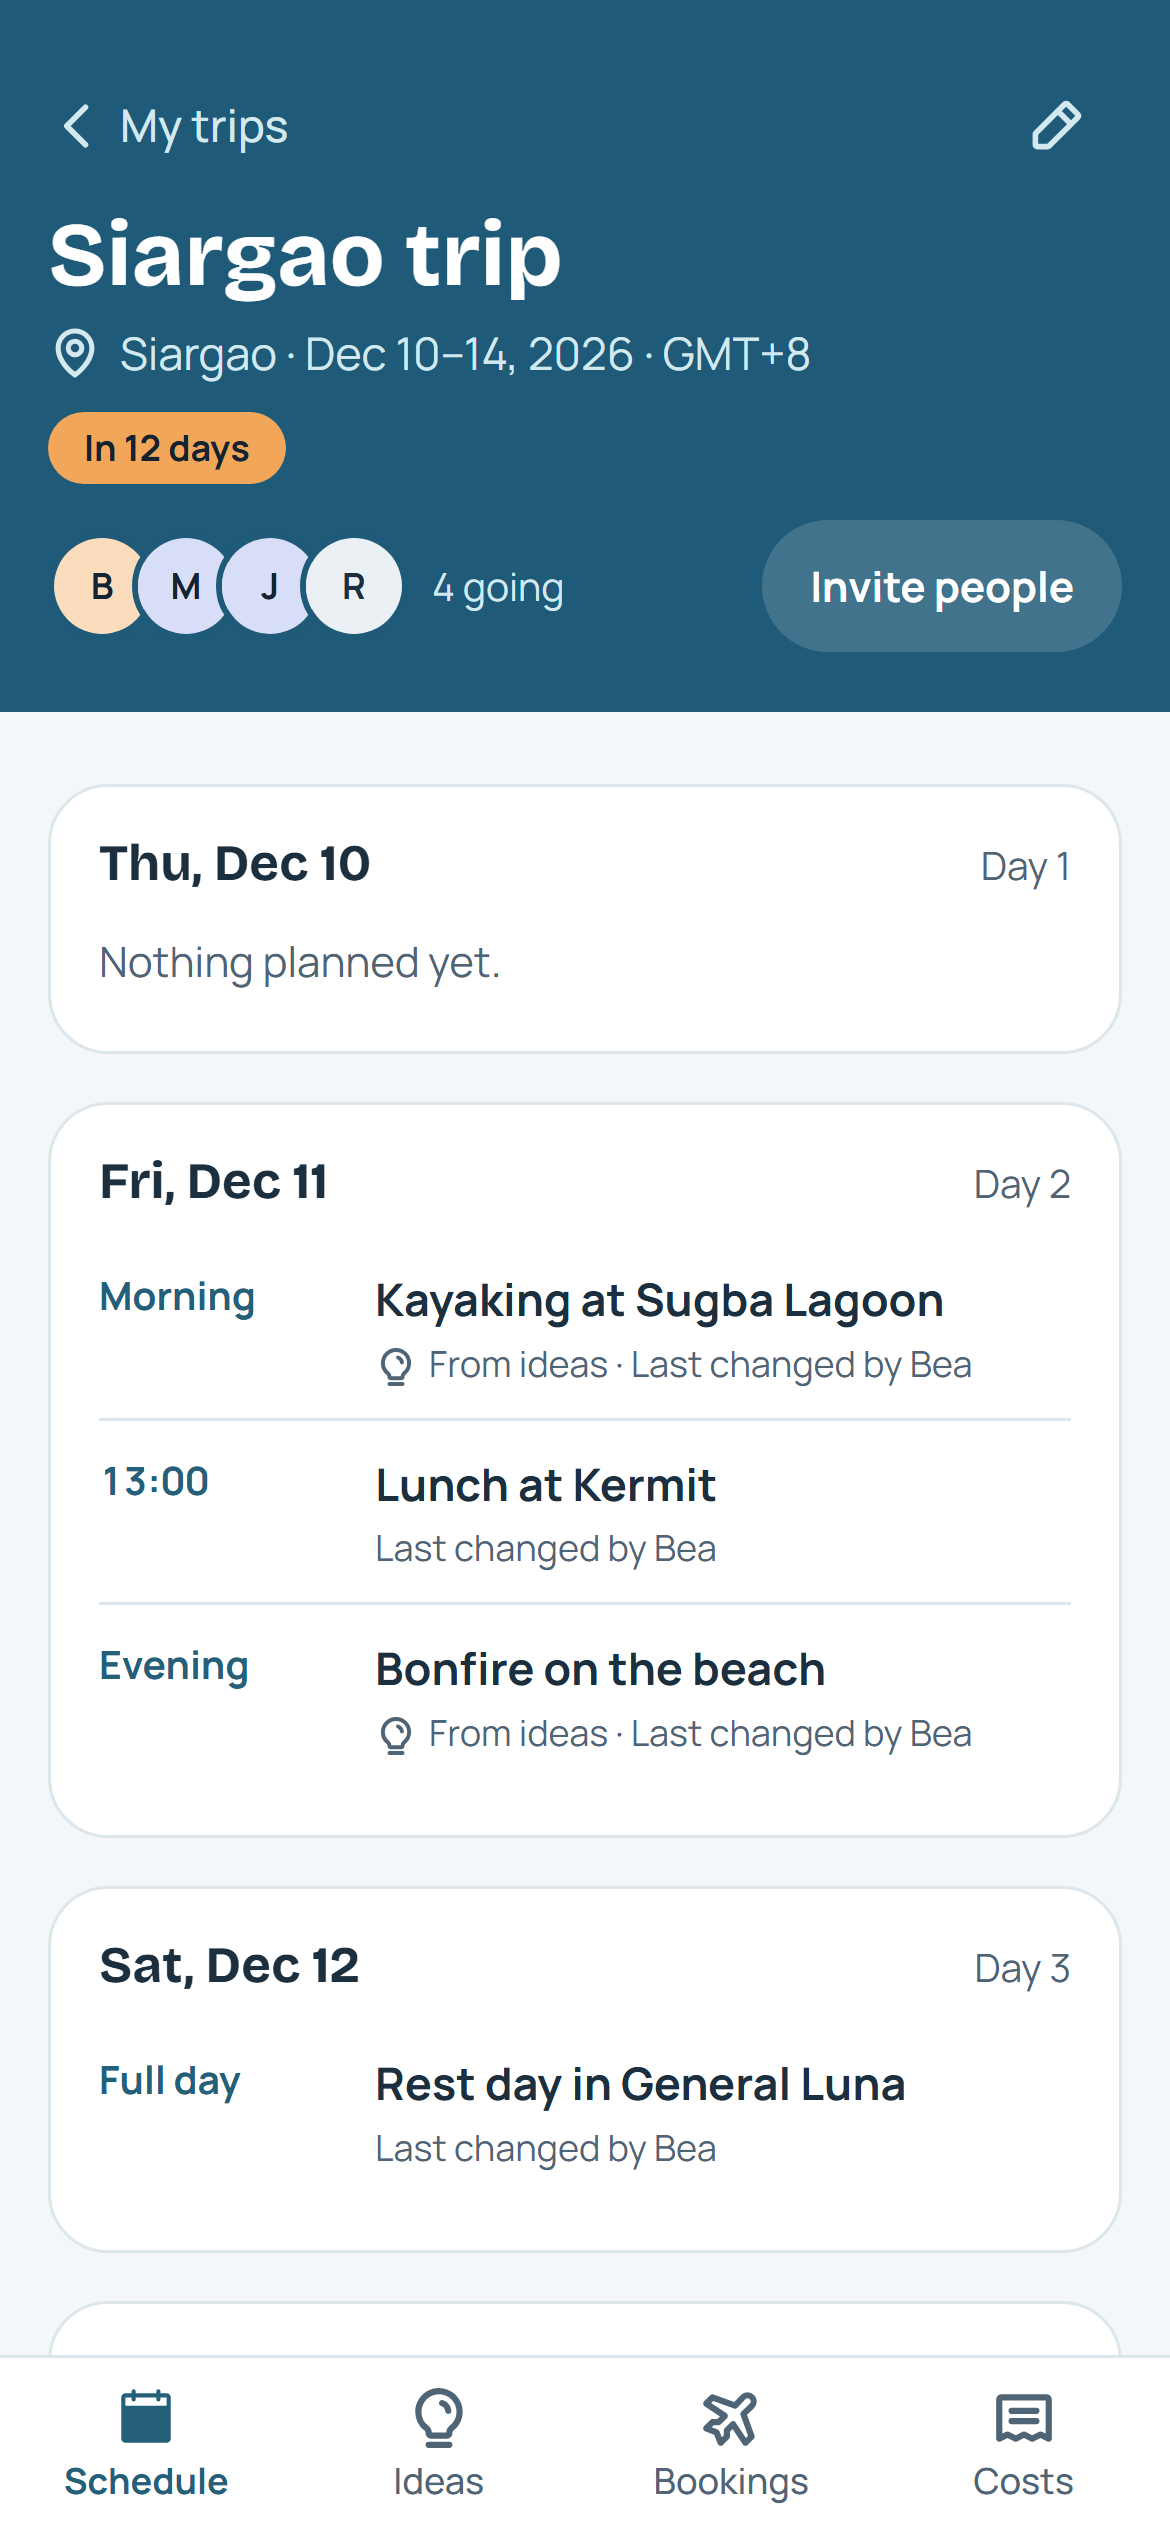 My trips
Siargao trip
Siargao · Dec 10–14, 2026 · GMT+8
In 12 days
B M J R 4 going Invite people
Thu, Dec 10 Day 1
Nothing planned yet.
Fri, Dec 11 Day 2
Morning Kayaking at Sugba Lagoon
From ideas · Last changed by Bea
13:00 Lunch at Kermit
Last changed by Bea
Evening Bonfire on the beach
From ideas · Last changed by Bea
Sat, Dec 12 Day 3
Full day Rest day in General Luna
Last changed by Bea
Schedule Ideas Bookings Costs